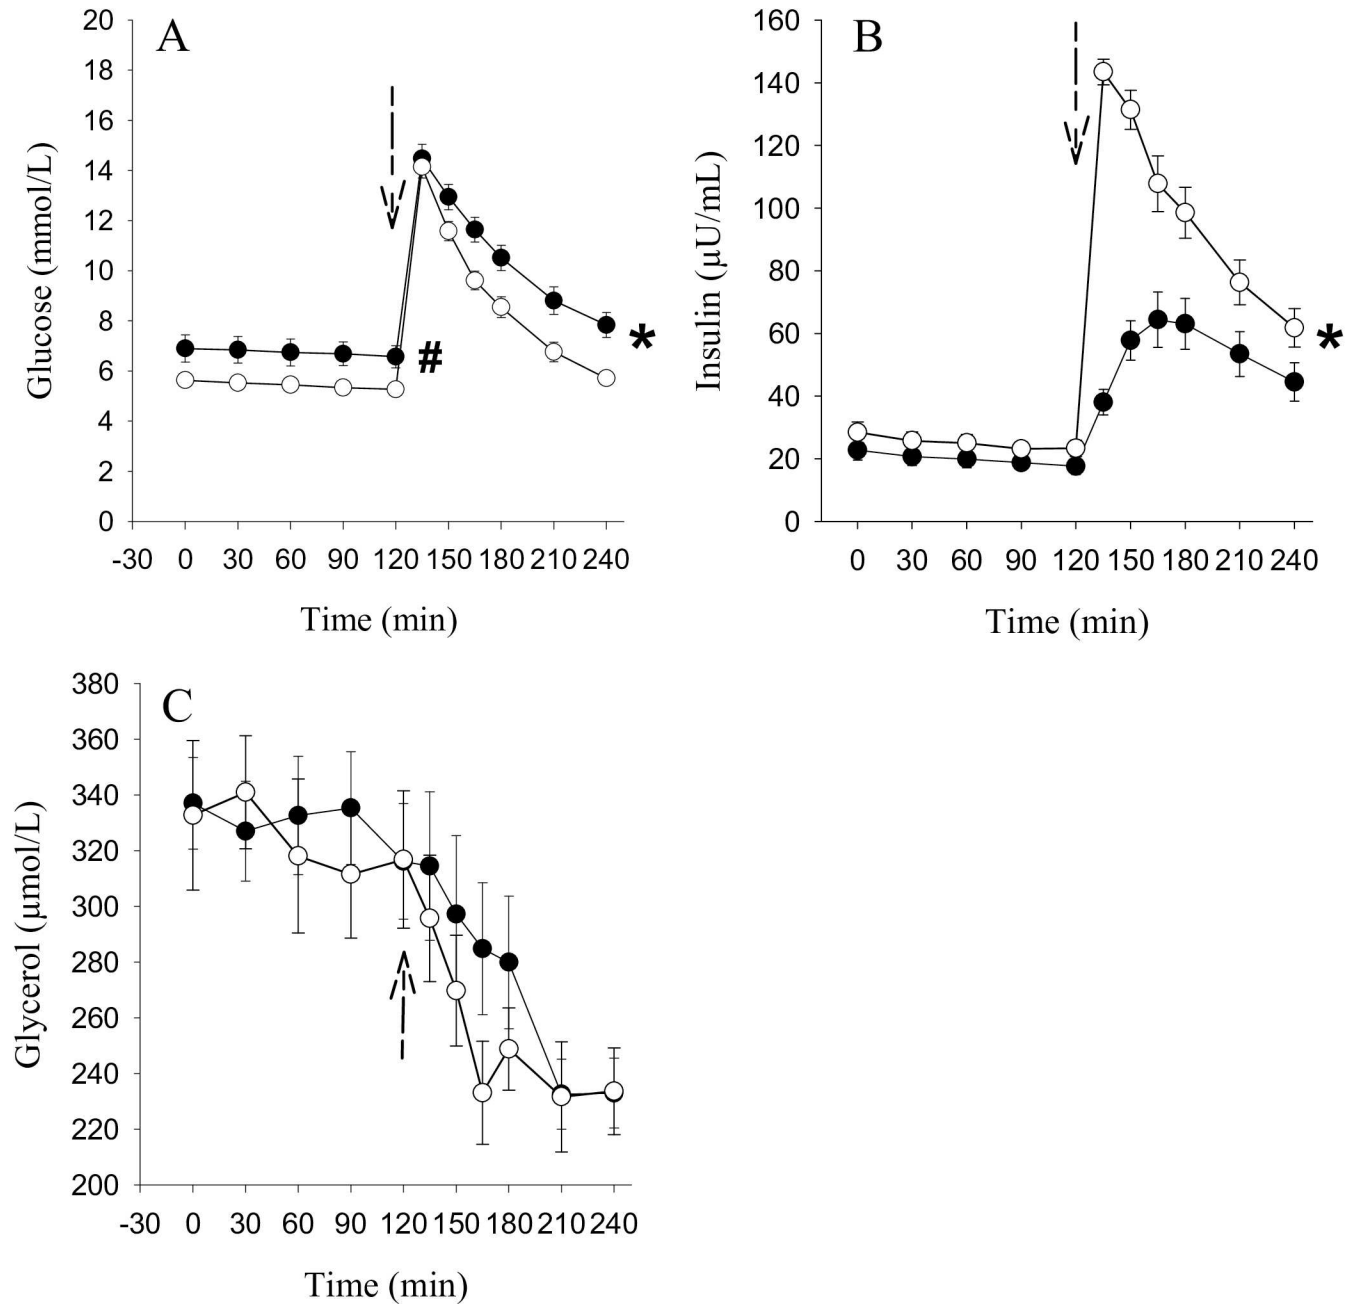 A
Glucose (mmol/L)
20
18
16
14
12
10
8
6
4
2
0
*
#
-30 0 30 60 90 120 150 180 210 240
Time (min)
B
Insulin (µU/mL)
160
140
120
100
80
60
40
20
0
*
0 30 60 90 120 150 180 210 240
Time (min)
C
Glycerol (µmol/L)
380
360
340
320
300
280
260
240
220
200
-30 0 30 60 90 120 150 180 210 240
Time (min)